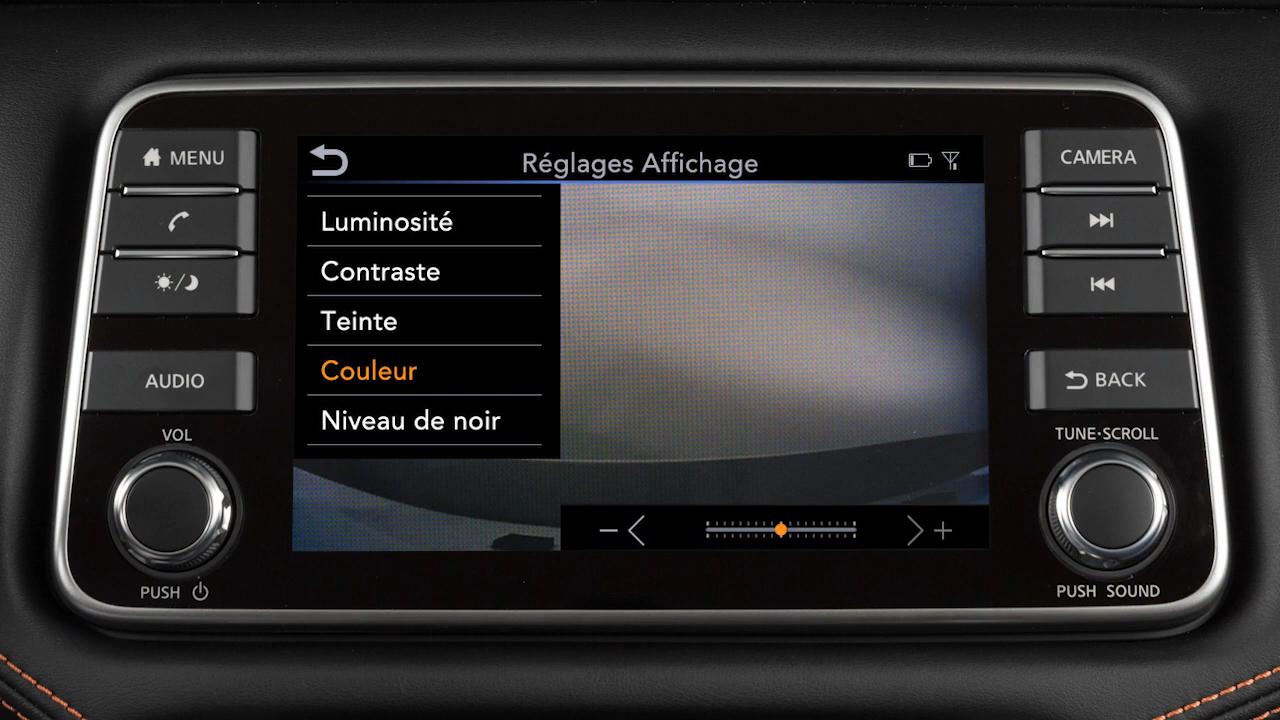 MENU
AUDIO
VOL
PUSH
Réglages Affichage
Luminosité
Contraste
Teinte
Couleur
Niveau de noir
CAMERA
BACK
TUNE·SCROLL
PUSH SOUND